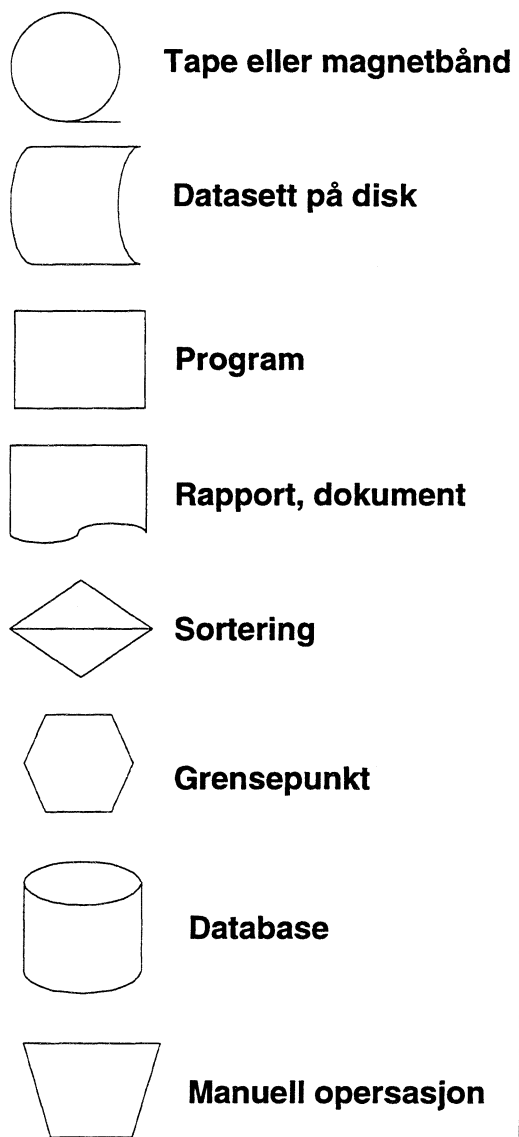 Tape eller magnetbånd
Datasett på disk
Program
Rapport, dokument
Sortering
Grensepunkt
Database
Manuell opersasjon